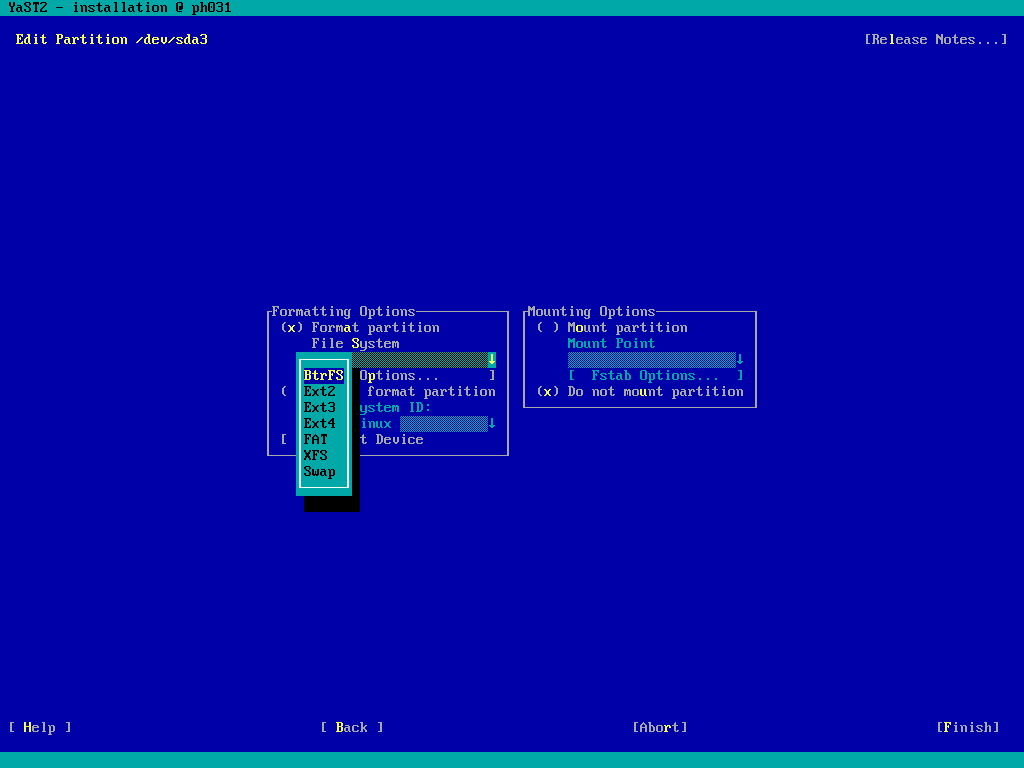 YaST2 - installation @ ph031
Edit Partition /dev/sda3 [Release Notes...]
Formatting Options
(x) Format partition
File System
↓
BtrFS
Ext2
Ext3
Ext4
FAT
XFS
Swap
Options... ]
( format partition
ystem ID:
inux ↓
[ t Device
Mounting Options
( ) Mount partition
Mount Point
↓
[ Fstab Options... ]
(x) Do not mount partition
[ Help ] [ Back ] [Abort] [Finish]